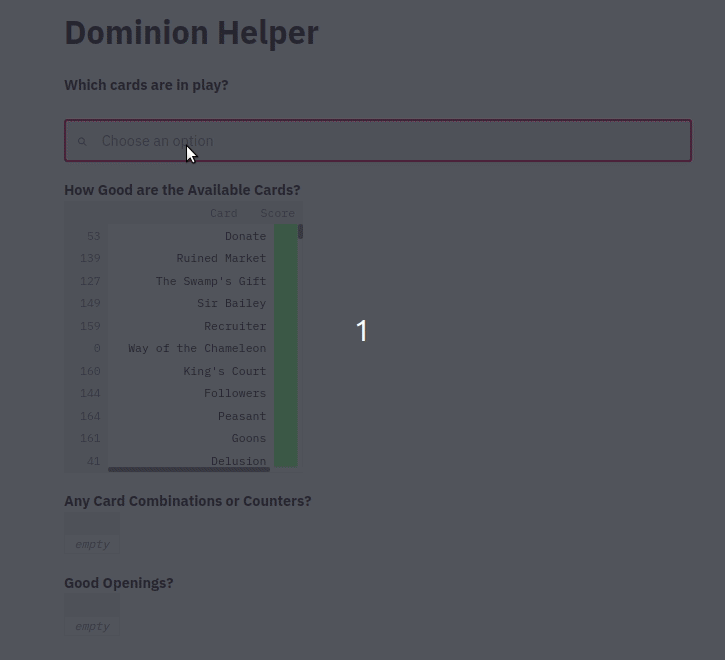 Dominion Helper
Which cards are in play?
Choose an option
How Good are the Available Cards?
Card Score
53 Donate
139 Ruined Market
127 The Swamp's Gift
149 Sir Bailey
159 Recruiter
0 Way of the Chameleon
160 King's Court
144 Followers
164 Peasant
161 Goons
41 Delusion
1
Any Card Combinations or Counters?
empty
Good Openings?
empty